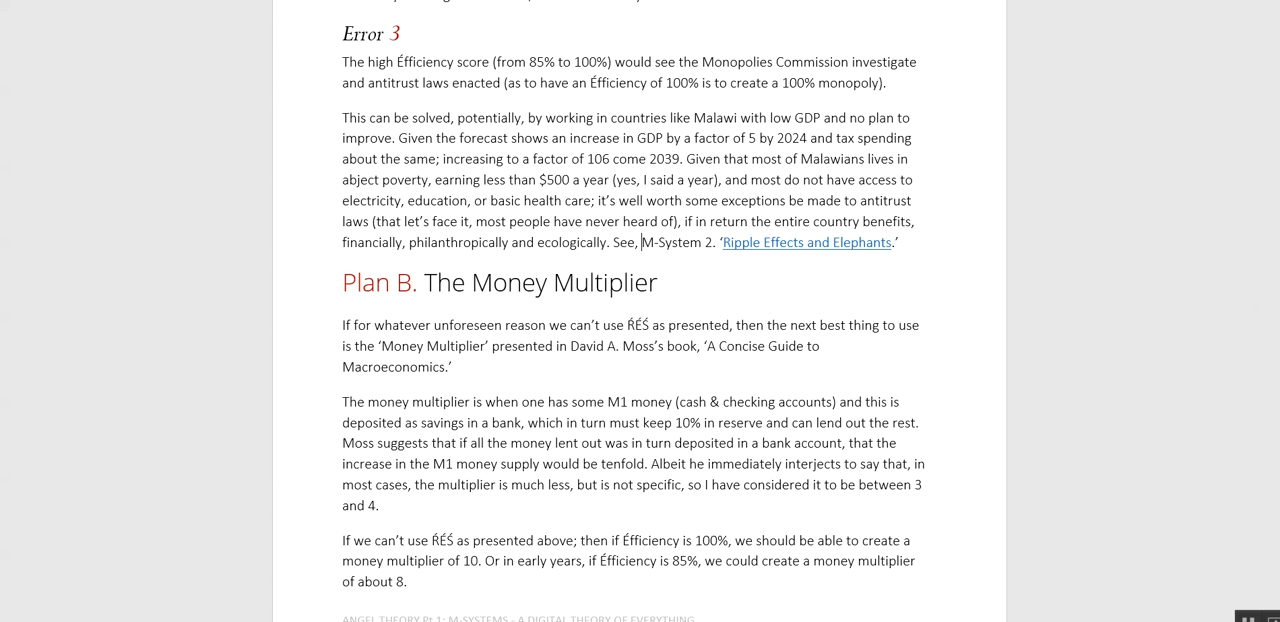 Error 3
The high Éfficiency score (from 85% to 100%) would see the Monopolies Commission investigate
and antitrust laws enacted (as to have an Éfficiency of 100% is to create a 100% monopoly).
This can be solved, potentially, by working in countries like Malawi with low GDP and no plan to
improve. Given the forecast shows an increase in GDP by a factor of 5 by 2024 and tax spending
about the same; increasing to a factor of 106 come 2039. Given that most of Malawians lives in
abject poverty, earning less than $500 a year (yes, I said a year), and most do not have access to
electricity, education, or basic health care; it’s well worth some exceptions be made to antitrust
laws (that let’s face it, most people have never heard of), if in return the entire country benefits,
financially, philanthropically and ecologically. See, M-System 2. ‘Ripple Effects and Elephants.’
Plan B. The Money Multiplier
If for whatever unforeseen reason we can’t use ŔÉŚ as presented, then the next best thing to use
is the ‘Money Multiplier’ presented in David A. Moss’s book, ‘A Concise Guide to
Macroeconomics.’
The money multiplier is when one has some M1 money (cash & checking accounts) and this is
deposited as savings in a bank, which in turn must keep 10% in reserve and can lend out the rest.
Moss suggests that if all the money lent out was in turn deposited in a bank account, that the
increase in the M1 money supply would be tenfold. Albeit he immediately interjects to say that, in
most cases, the multiplier is much less, but is not specific, so I have considered it to be between 3
and 4.
If we can’t use ŔÉŚ as presented above; then if Éfficiency is 100%, we should be able to create a
money multiplier of 10. Or in early years, if Éfficiency is 85%, we could create a money multiplier
of about 8.
ANGEL THEORY Pt 1: M-SYSTEMS - A DIGITAL THEORY OF EVERYTHING